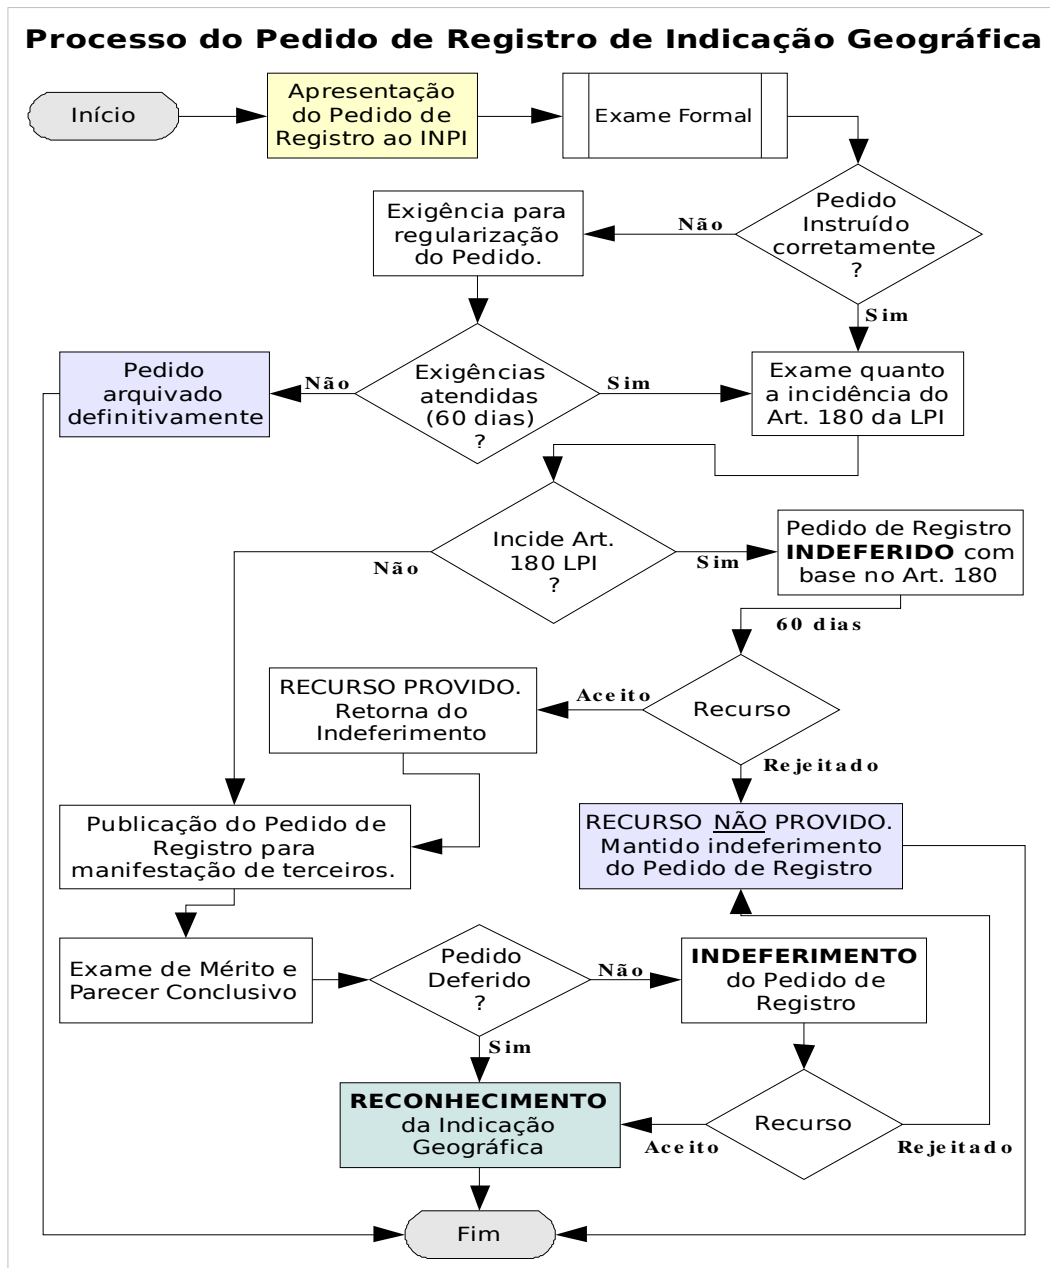 Processo do Pedido de Registro de Indicação Geográfica
Início
Apresentação
do Pedido de
Registro ao INPI
Exame Formal
Pedido
Instruído
corretamente
?
Não
Sim
Exigência para
regularização
do Pedido.
Exigências
atendidas
(60 dias)
?
Não
Sim
Pedido
arquivado
definitivamente
Exame quanto
a incidência do
Art. 180 da LPI
Incide Art.
180 LPI
?
Não
Sim
Pedido de Registro
INDEFERIDO com
base no Art. 180
60 dias
Recurso
Aceito
Rejeitado
RECURSO PROVIDO.
Retorna do
Indeferimento
Publicação do Pedido de
Registro para
manifestação de terceiros.
RECURSO NÃO PROVIDO.
Mantido indeferimento
do Pedido de Registro
Exame de Mérito e
Parecer Conclusivo
Pedido
Deferido
?
Não
Sim
INDEFERIMENTO
do Pedido de
Registro
Recurso
Aceito
Rejeitado
RECONHECIMENTO
da Indicação
Geográfica
Fim